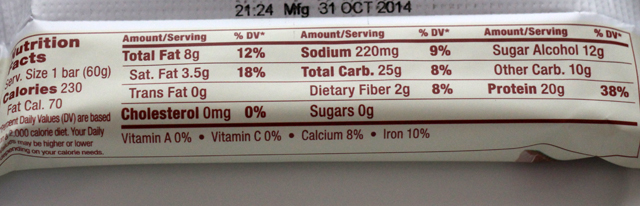 21:24 Mfg 31 OCT 2014
Nutrition
Facts
Serv. Size 1 bar (60g)
Calories 230
Fat Cal. 70
Percent Daily Values (DV) are based
2,000 calorie diet. Your Daily
may be higher or lower
depending on your calorie needs.
Amount/Serving % DV*
Total Fat 8g 12%
Sat. Fat 3.5g 18%
Trans Fat 0g
Cholesterol 0mg 0%
Amount/Serving % DV*
Sodium 220mg 9%
Total Carb. 25g 8%
Dietary Fiber 2g 8%
Sugars 0g
Amount/Serving % DV*
Sugar Alcohol 12g
Other Carb. 10g
Protein 20g 38%
Vitamin A 0% • Vitamin C 0% • Calcium 8% • Iron 10%